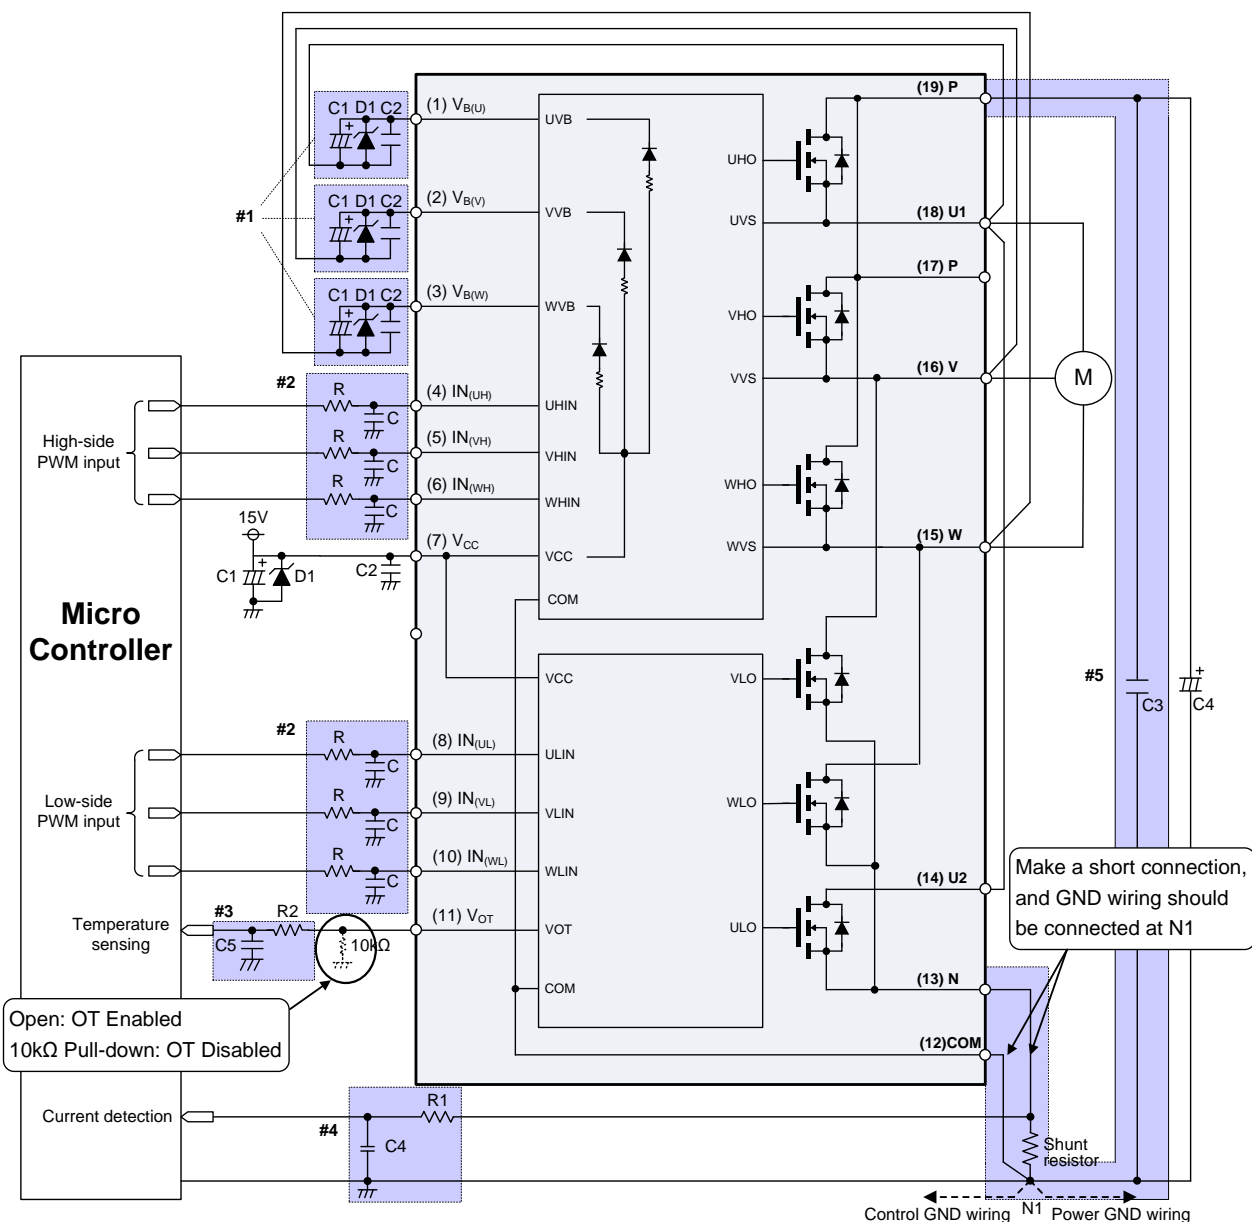 (19) P
C1 D1 C2
(1) VB(U)
UVB
UHO
#1
C1 D1 C2
(2) VB(V)
VVB
UVS
(18) U1
(17) P
C1 D1 C2
(3) VB(W)
WVB
VHO
(16) V
M
VVS
#2
R
C
(4) IN(UH)
UHIN
High-side
PWM input
R
C
(5) IN(VH)
VHIN
R
C
(6) IN(WH)
WHIN
WHO
15V
(7) VCC
VCC
WVS
(15) W
C1
D1
C2
COM
Micro
Controller
VCC
VLO
#5
C3
C4
#2
R
C
(8) IN(UL)
ULIN
Low-side
PWM input
R
C
(9) IN(VL)
VLIN
WLO
R
C
(10) IN(WL)
WLIN
(14) U2
Make a short connection,
and GND wiring should
be connected at N1
Temperature
sensing
#3
C5
R2
10kΩ
(11) VOT
VOT
ULO
COM
(13) N
Open: OT Enabled
10kΩ Pull-down: OT Disabled
(12)COM
Current detection
#4
R1
C4
Shunt
resistor
N1
Control GND wiring
Power GND wiring